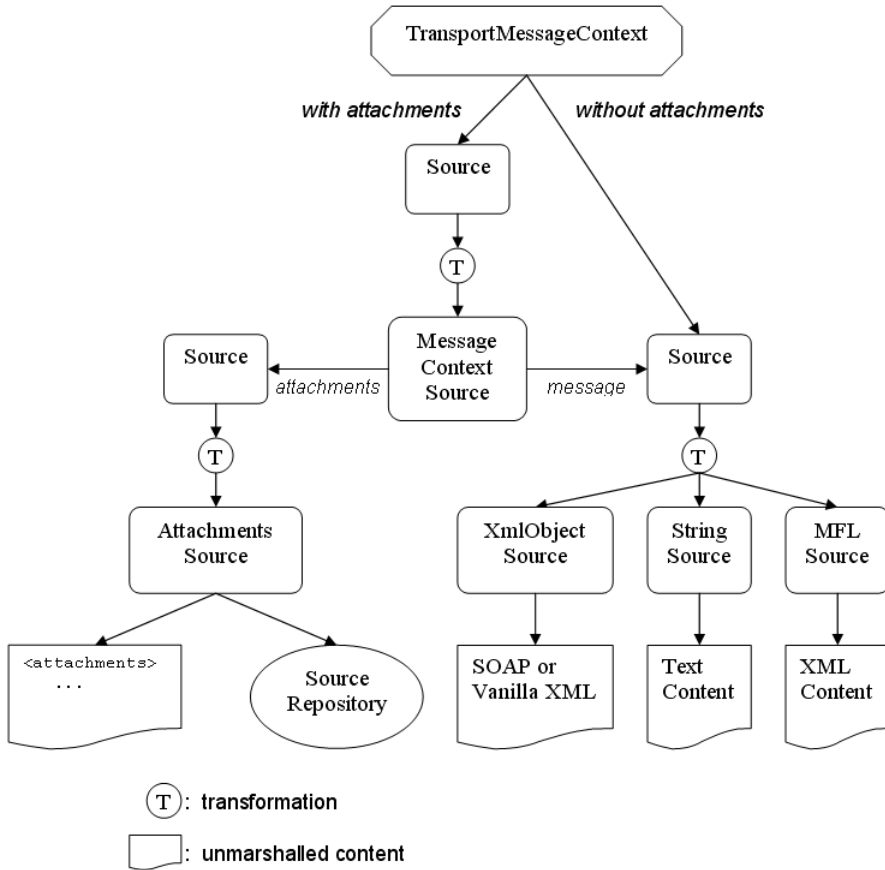 TransportMessageContext
with attachments
without attachments
Source
T
Message
Context
Source
Source
Source
attachments
message
T
T
Attachments
Source
XmlObject
Source
String
Source
MFL
Source
<attachments>
...
Source
Repository
SOAP or
Vanilla XML
Text
Content
XML
Content
T : transformation
: unmarshalled content